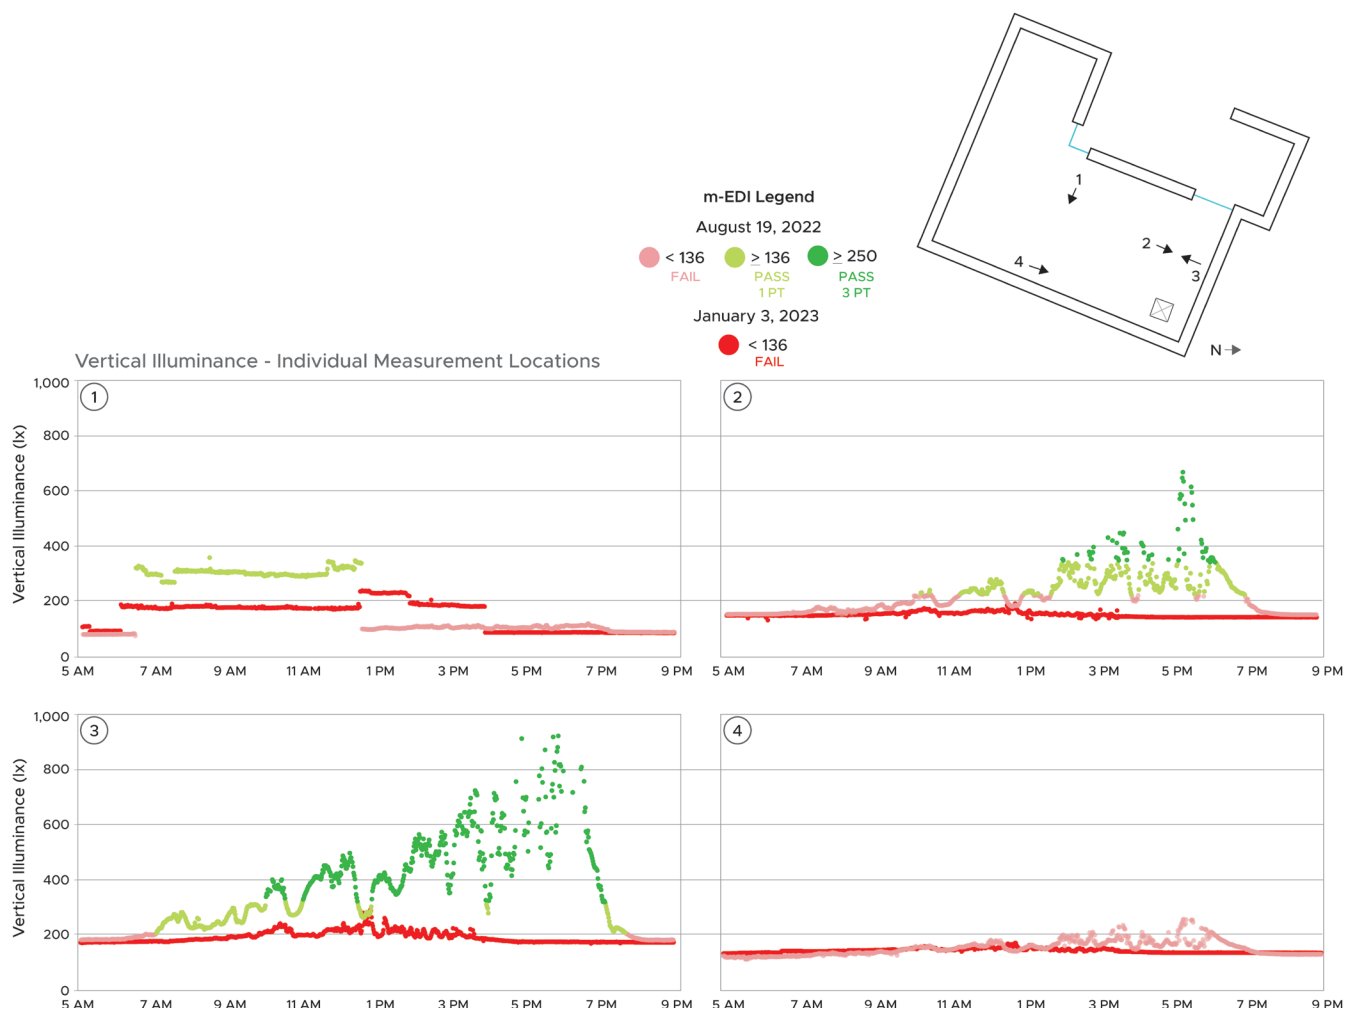 m-EDI Legend
August 19, 2022
< 136
FAIL
≥ 136
PASS
1 PT
≥ 250
PASS
3 PT
January 3, 2023
< 136
FAIL
1
2
3
4
N
Vertical Illuminance - Individual Measurement Locations
Vertical Illuminance (lx)
1,000
800
600
400
200
0
1
5 AM 7 AM 9 AM 11 AM 1 PM 3 PM 5 PM 7 PM 9 PM
2
5 AM 7 AM 9 AM 11 AM 1 PM 3 PM 5 PM 7 PM 9 PM
Vertical Illuminance (lx)
1,000
800
600
400
200
0
3
5 AM 7 AM 9 AM 11 AM 1 PM 3 PM 5 PM 7 PM 9 PM
4
5 AM 7 AM 9 AM 11 AM 1 PM 3 PM 5 PM 7 PM 9 PM